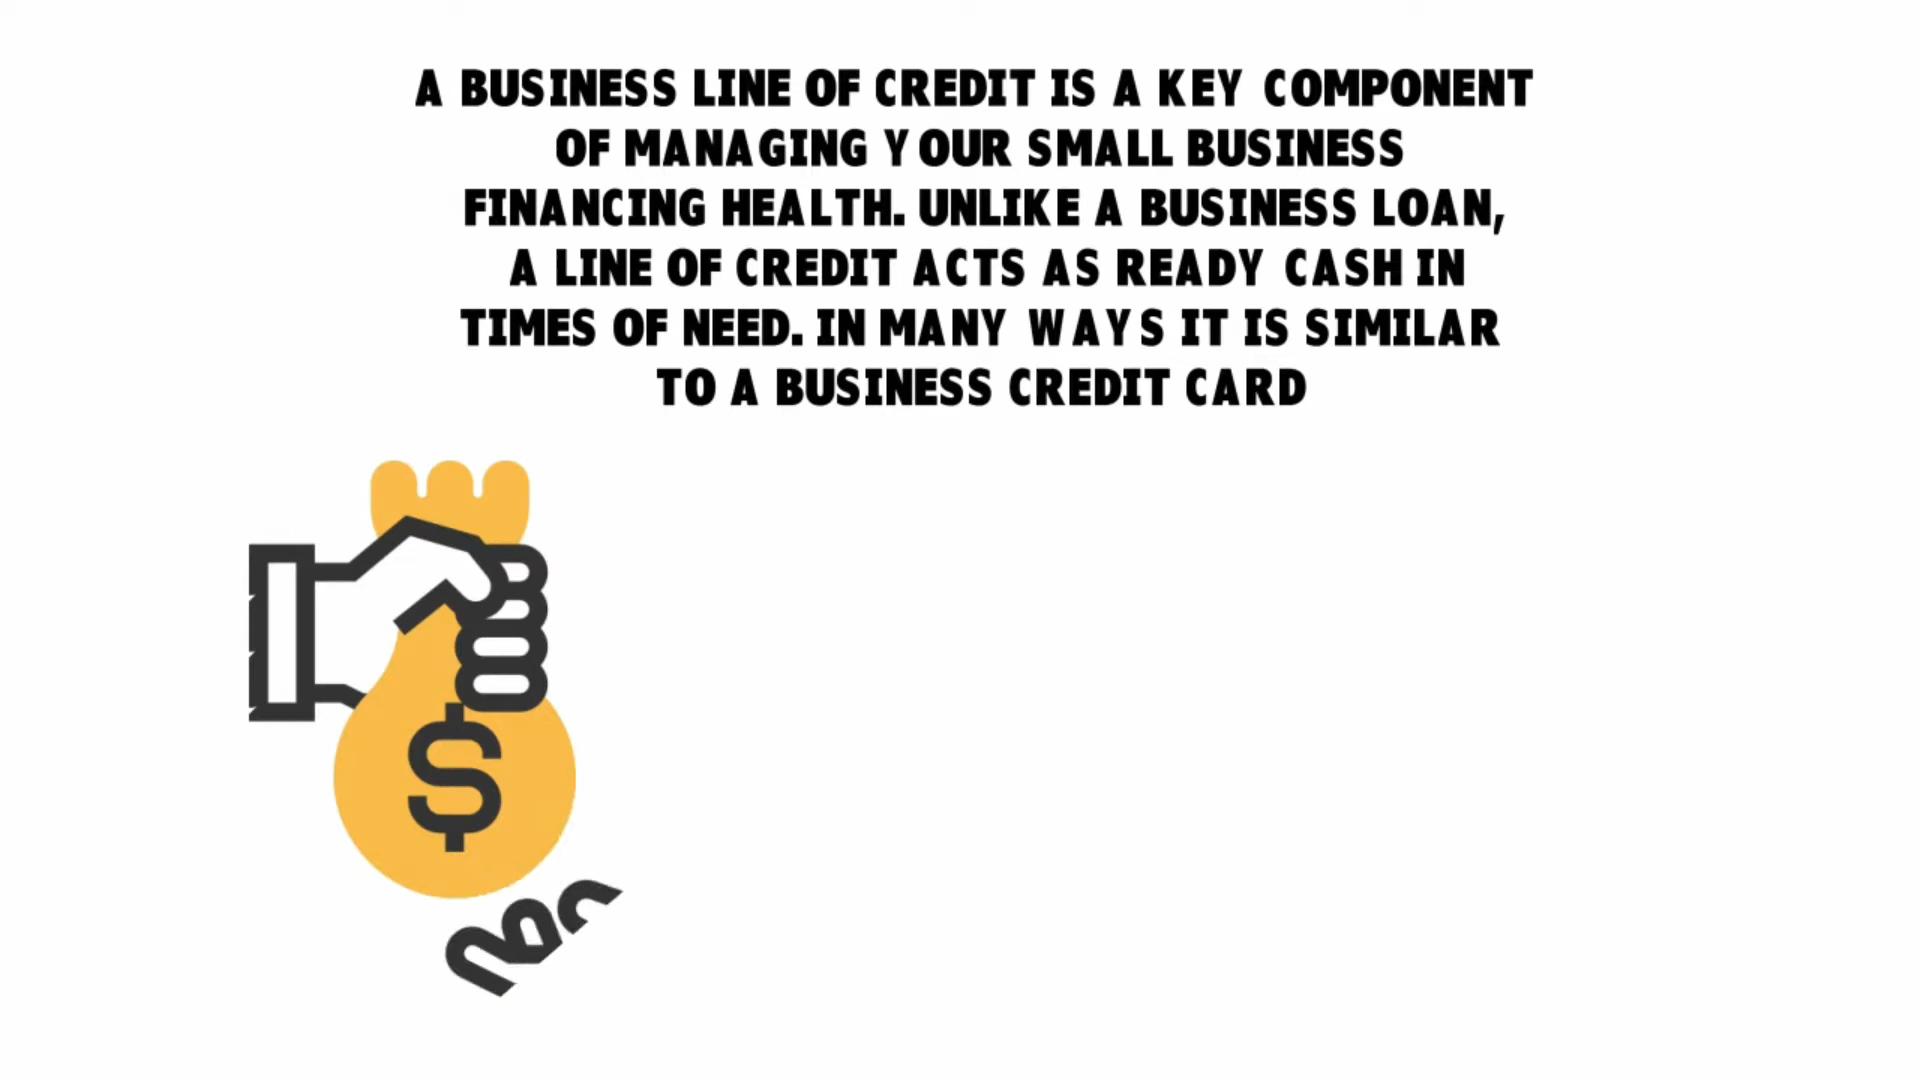 A BUSINESS LINE OF CREDIT IS A KEY COMPONENT
OF MANAGING YOUR SMALL BUSINESS
FINANCING HEALTH. UNLIKE A BUSINESS LOAN,
A LINE OF CREDIT ACTS AS READY CASH IN
TIMES OF NEED. IN MANY WAYS IT IS SIMILAR
TO A BUSINESS CREDIT CARD
$